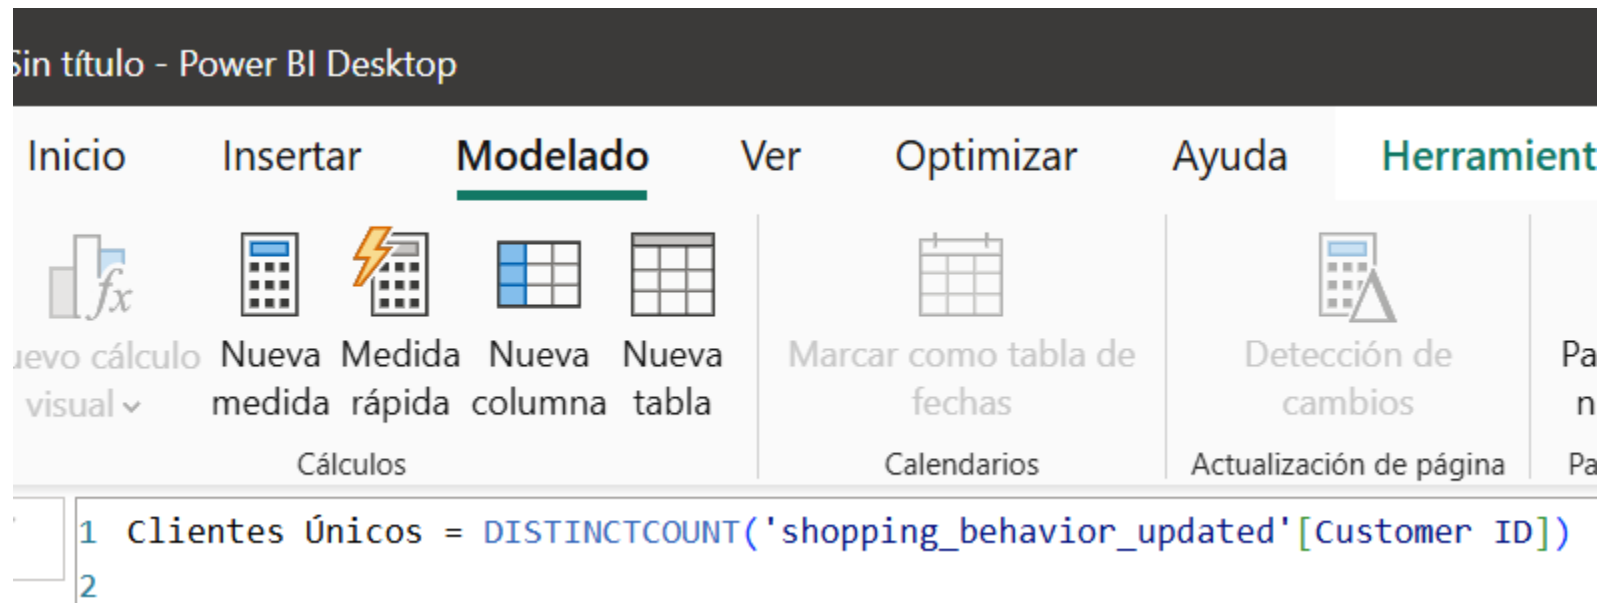 Sin título - Power BI Desktop
Inicio Insertar Modelado Ver Optimizar Ayuda Herramient
fx
uevo cálculo Nueva Medida Nueva Nueva Marcar como tabla de Detección de Pa
visual medida rápida columna tabla fechas cambios n
Cálculos Calendarios Actualización de página Pa
1 Clientes Únicos = DISTINCTCOUNT('shopping_behavior_updated'[Customer ID])
2